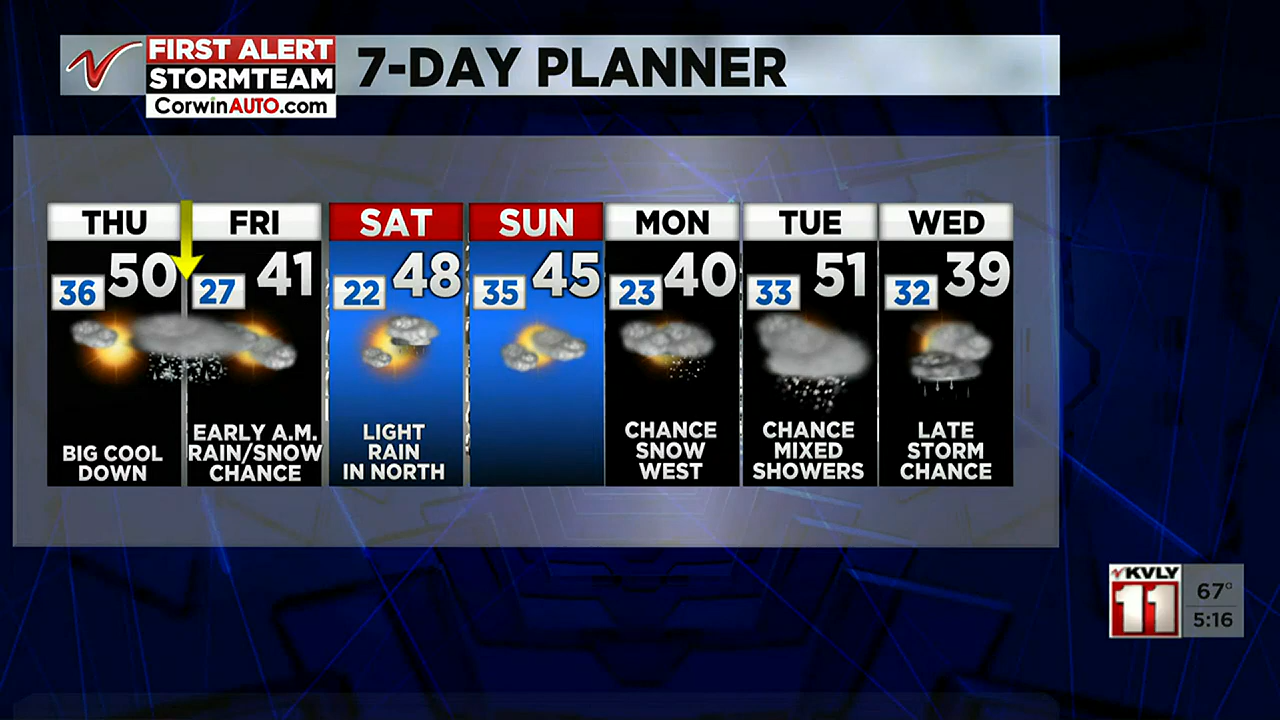 FIRST ALERT
STORMTEAM
CorwinAUTO.com
7-DAY PLANNER
THU
FRI
SAT
SUN
MON
TUE
WED
36 50
27 41
22 48
35 45
23 40
33 51
32 39
BIG COOL
DOWN
EARLY A.M.
RAIN/SNOW
CHANCE
LIGHT
RAIN
IN NORTH
CHANCE
SNOW
WEST
CHANCE
MIXED
SHOWERS
LATE
STORM
CHANCE
KVLY
11
67°
5:16